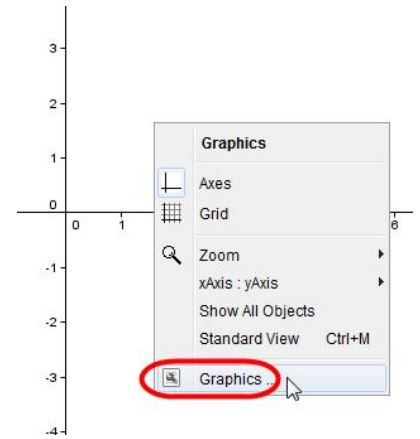 3
2
1
0
0 1 6
-1
-2
-3
-4
Graphics
Axes
Grid
Zoom
xAxis : yAxis
Show All Objects
Standard View Ctrl+M
Graphics ...